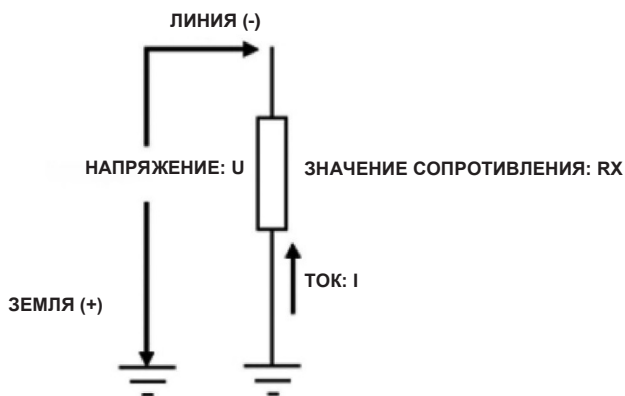 ЛИНИЯ (-)
НАПРЯЖЕНИЕ: U
ЗНАЧЕНИЕ СОПРОТИВЛЕНИЯ: RX
ТОК: I
ЗЕМЛЯ (+)